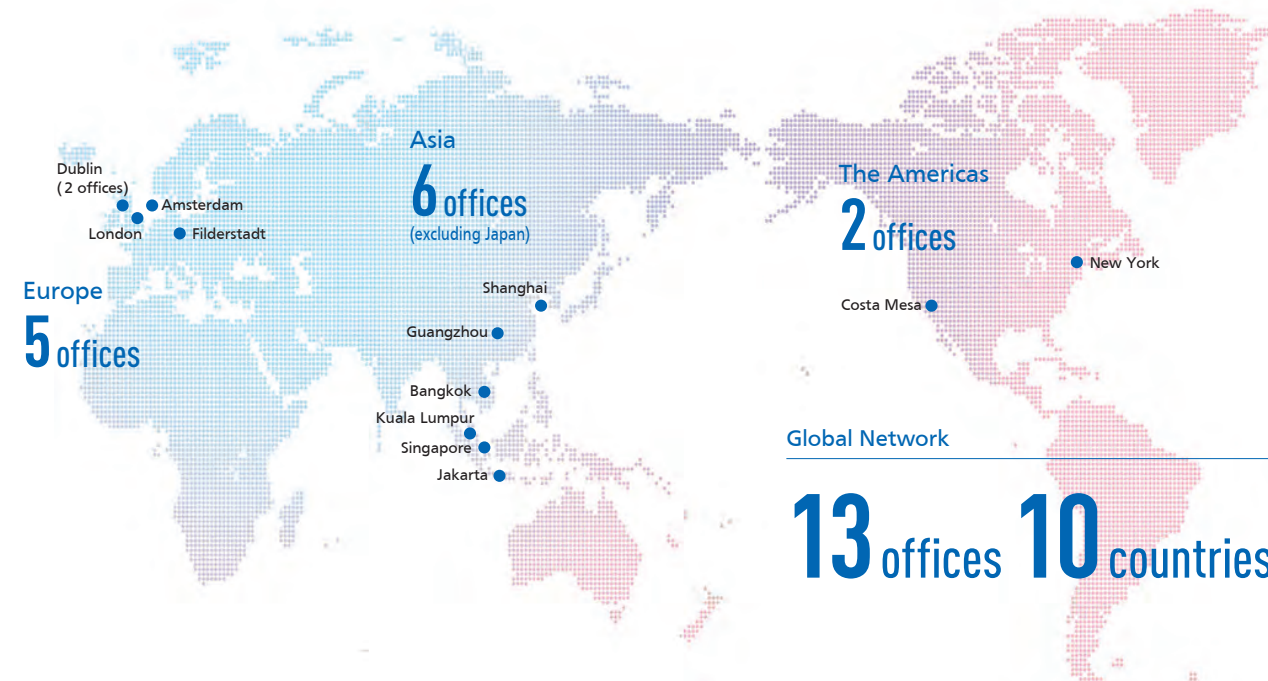 Dublin
(2 offices)
Amsterdam
London
Filderstadt
Europe
5 offices
Asia
6 offices
(excluding Japan)
Shanghai
Guangzhou
Bangkok
Kuala Lumpur
Singapore
Jakarta
The Americas
2 offices
New York
Costa Mesa
Global Network
13 offices 10 countries